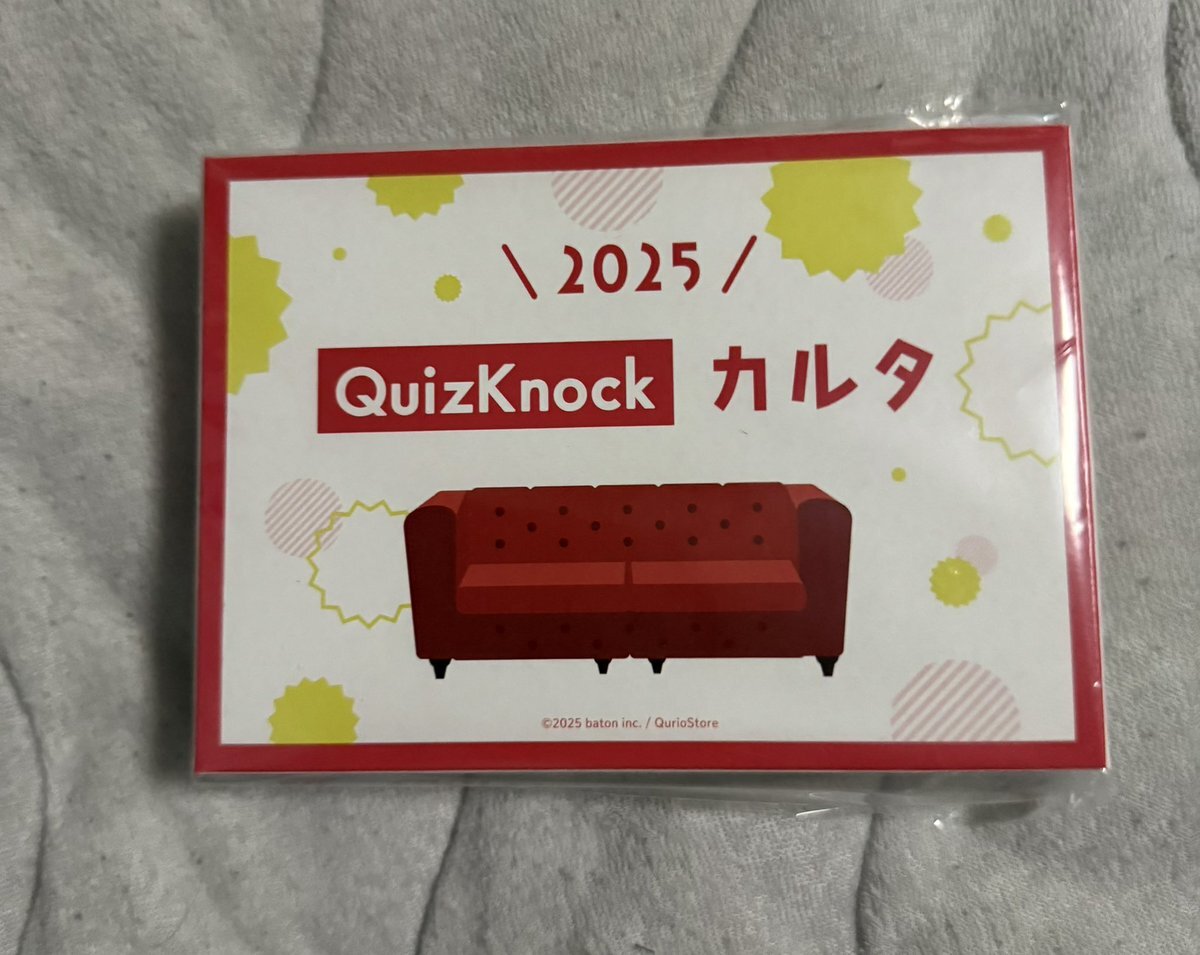 \ 2025 /
QuizKnock カルタ
©2025 baton inc. / QurioStore